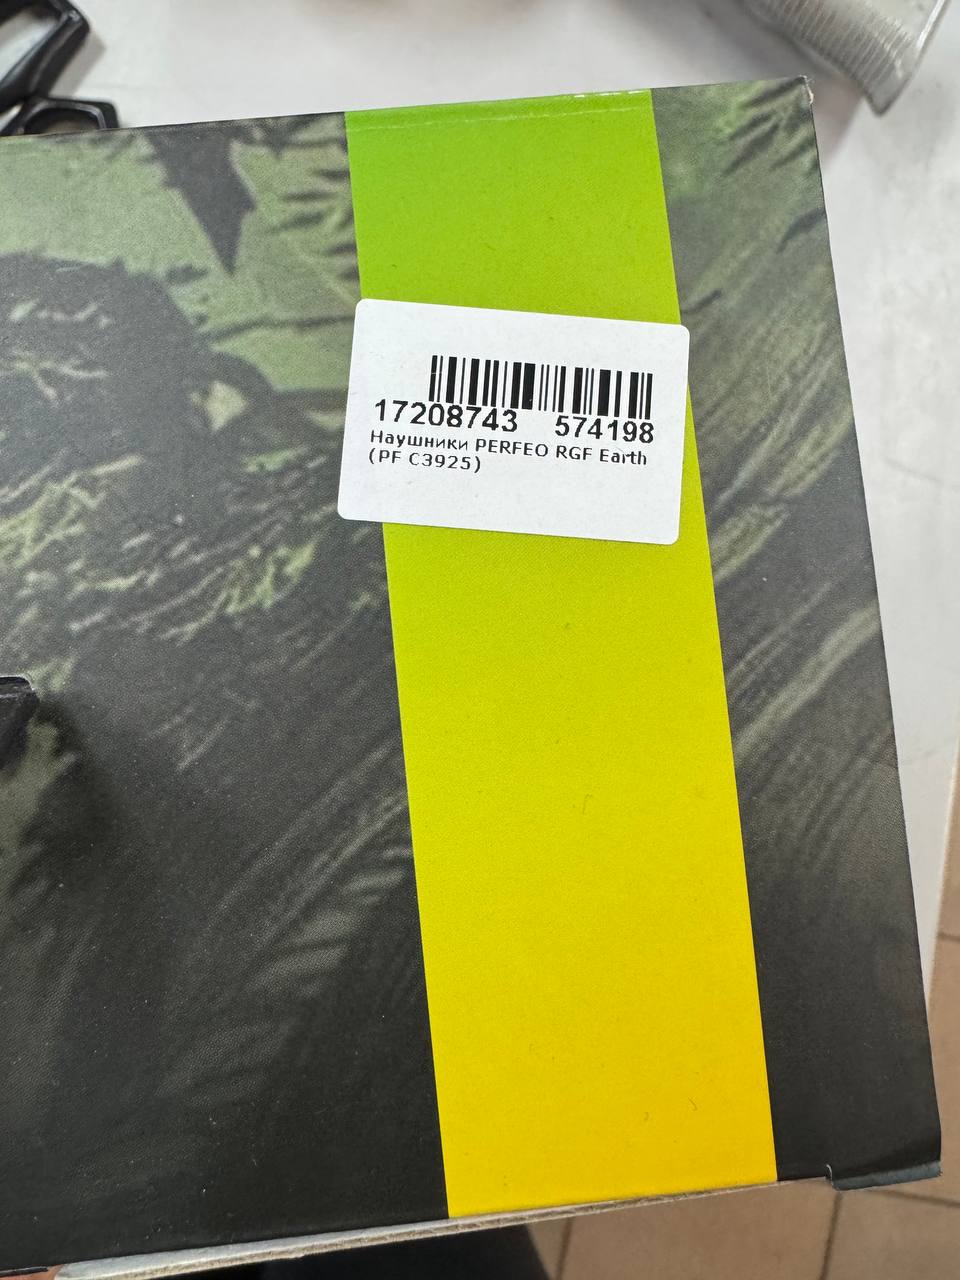 17208743 574198
Наушники PERFEO RGF Earth
(PF C3925)